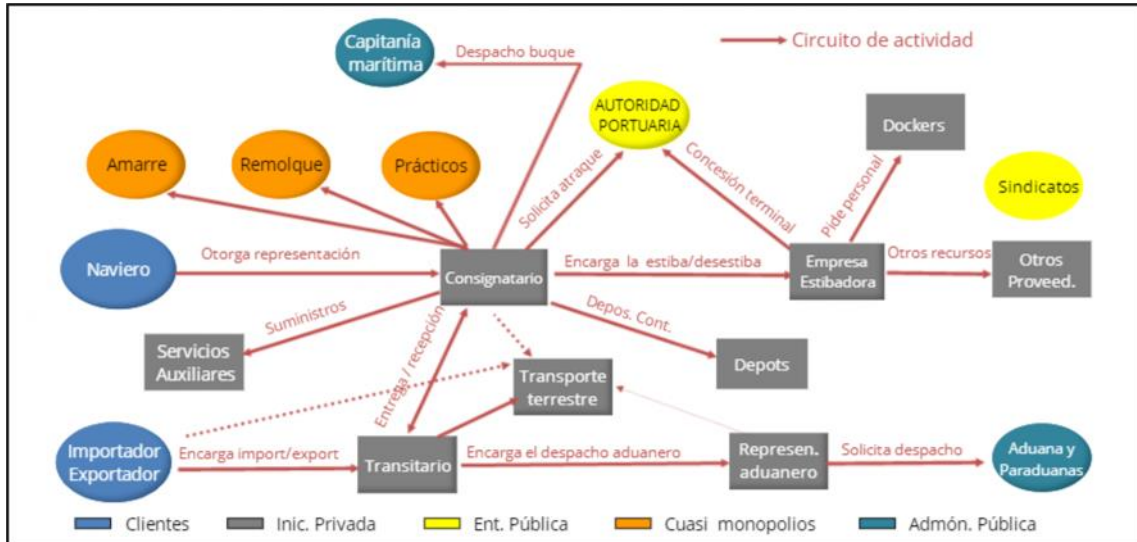 Capitanía
marítima
Despacho buque
Circuito de actividad
AUTORIDAD
PORTUARIA
Dockers
Amarre
Remolque
Prácticos
Solicita atraque
Concesión terminal
Pide personal
Sindicatos
Naviero
Otorga representación
Consignatario
Encarga la estiba/desestiba
Empresa
Estibadora
Otros recursos
Otros
Proveed.
Suministros
Entrega / recepción
Depos. Cont.
Servicios
Auxiliares
Transporte
terrestre
Depots
Importador
Exportador
Encarga import/export
Transitario
Encarga el despacho aduanero
Represen.
aduanero
Solicita despacho
Aduana y
Paraduanas
Clientes
Inic. Privada
Ent. Pública
Cuasi monopolios
Admón. Pública